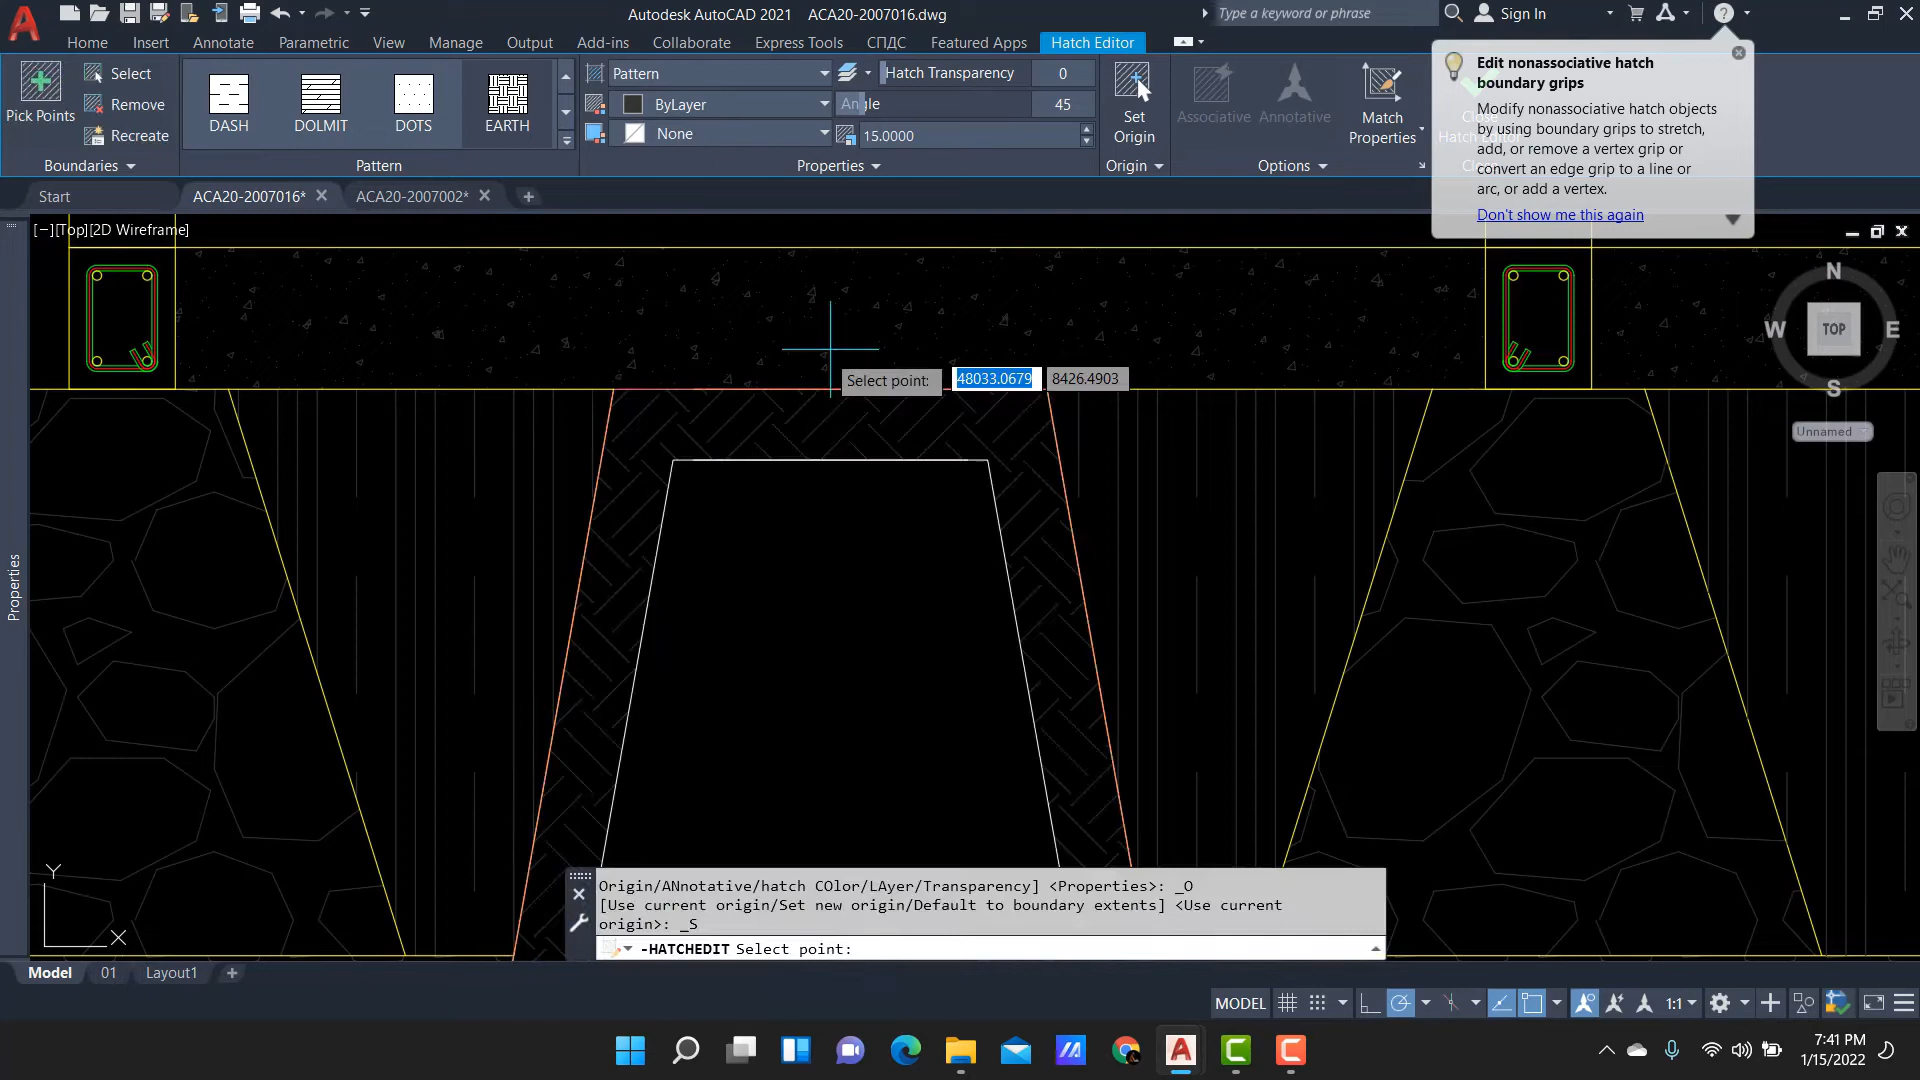 Autodesk AutoCAD 2021 ACA20-2007016.dwg
Type a keyword or phrase
Sign In
Home Insert Annotate Parametric View Manage Output Add-ins Collaborate Express Tools СПДС Featured Apps Hatch Editor
Pick Points
Select
Remove
Recreate
Boundaries
DASH
DOLMIT
DOTS
EARTH
Pattern
Pattern
ByLayer
None
Hatch Transparency 0
Angle 45
15.0000
Properties
Set
Origin
Origin
Associative
Annotative
Match
Properties
Options
Close
Edit nonassociative hatch
boundary grips
Modify nonassociative hatch objects
by using boundary grips to stretch,
add, or remove a vertex grip or
convert an edge grip to a line or
arc, or add a vertex.
Don't show me this again
Start
ACA20-2007016*
ACA20-2007002*
[−][Top][2D Wireframe]
N
W
TOP
E
S
Unnamed
Select point: 48033.0679 8426.4903
Properties
Y
X
Origin/ANnotative/hatch COlor/LAyer/Transparency] <Properties>: _O
[Use current origin/Set new origin/Default to boundary extents] <Use current
origin>: _S
-HATCHEDIT Select point:
Model 01 Layout1
MODEL
1:1
7:41 PM
1/15/2022